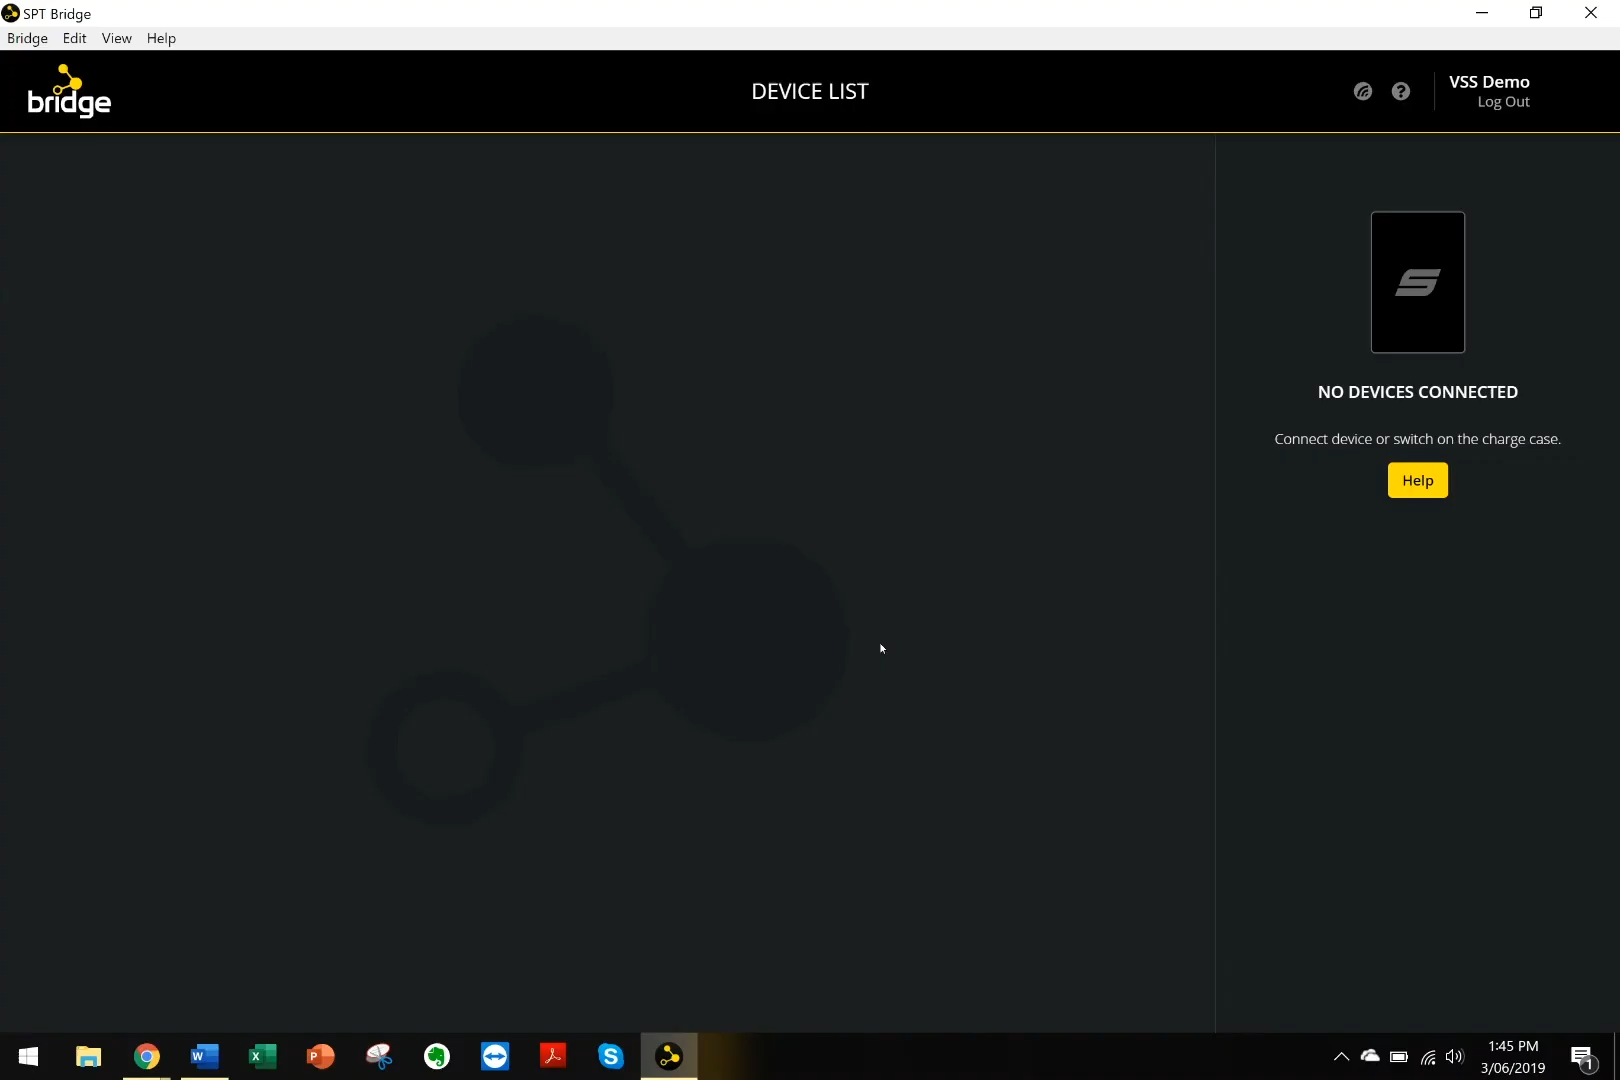 SPT Bridge
Bridge Edit View Help
bridge
DEVICE LIST
?
VSS Demo
Log Out
S
NO DEVICES CONNECTED
Connect device or switch on the charge case.
Help
W
X
P
S
1:45 PM
3/06/2019
1